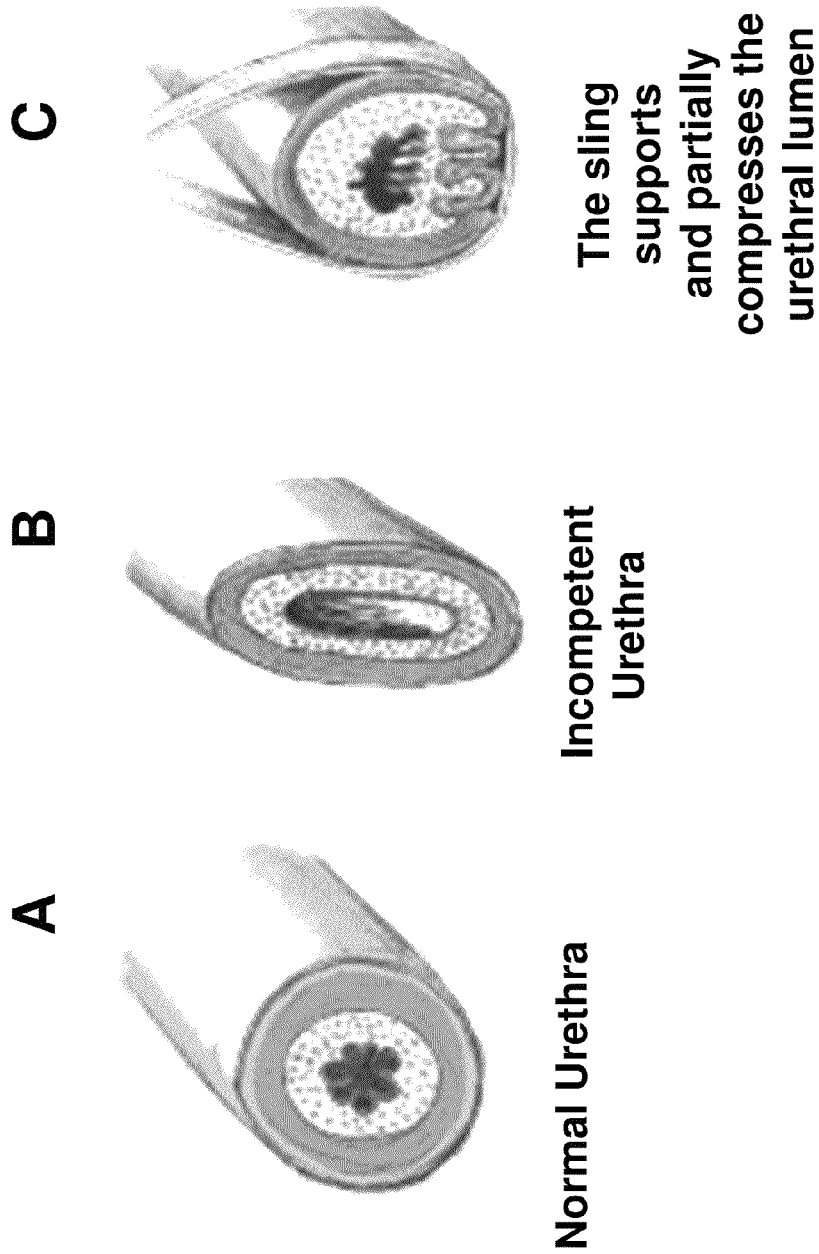 A
Normal Urethra
B
Incompetent
Urethra
C
The sling
supports
and partially
compresses the
urethral lumen